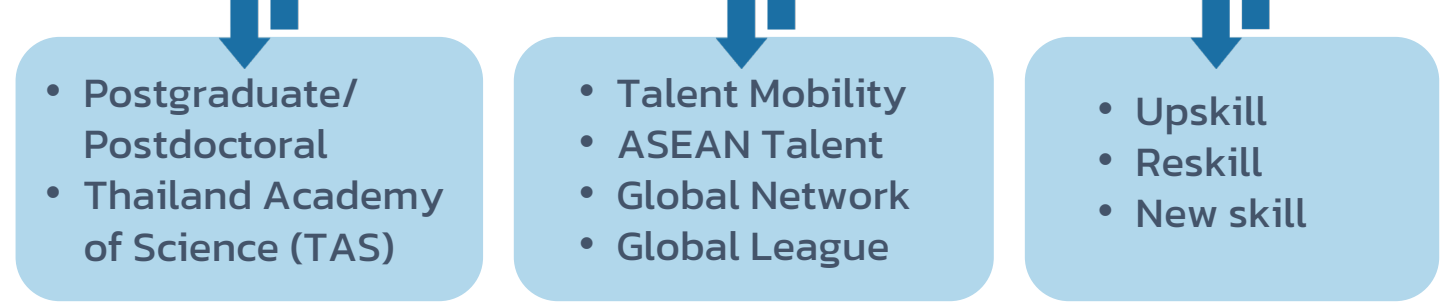 • Postgraduate/
Postdoctoral
• Thailand Academy
of Science (TAS)
• Talent Mobility
• ASEAN Talent
• Global Network
• Global League
• Upskill
• Reskill
• New skill